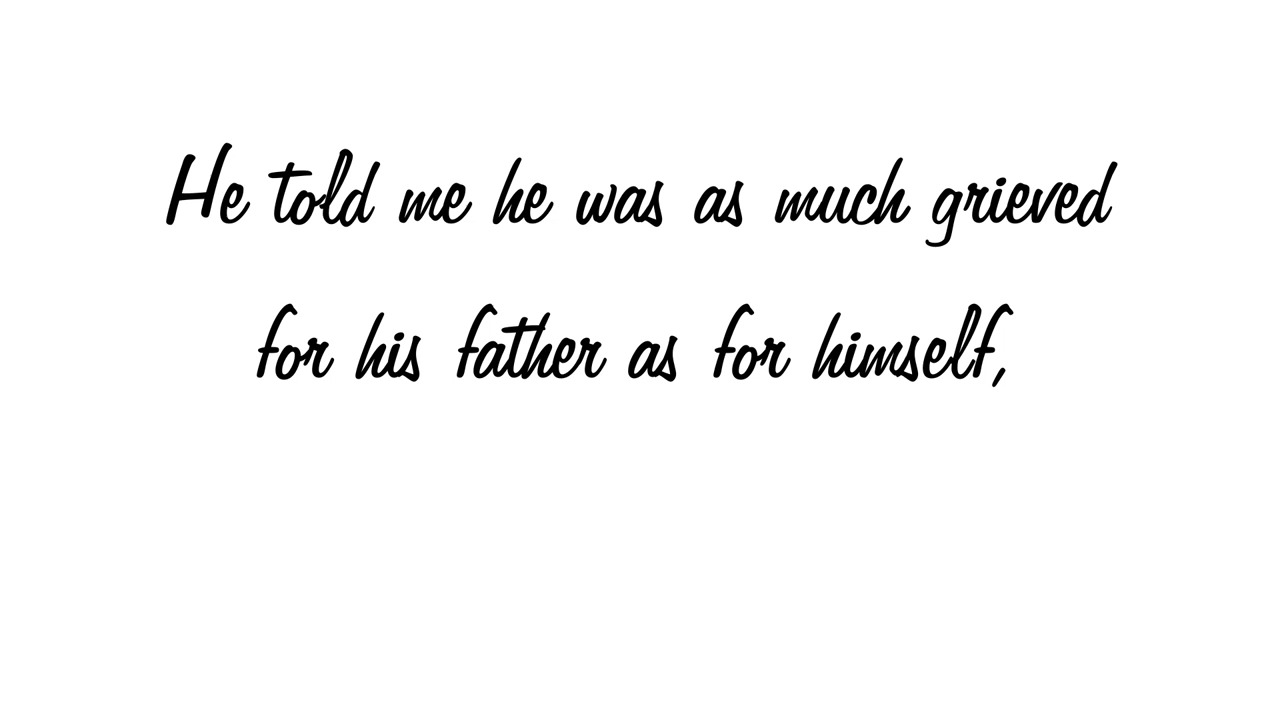 He told me he was as much grieved
for his father as for himself,